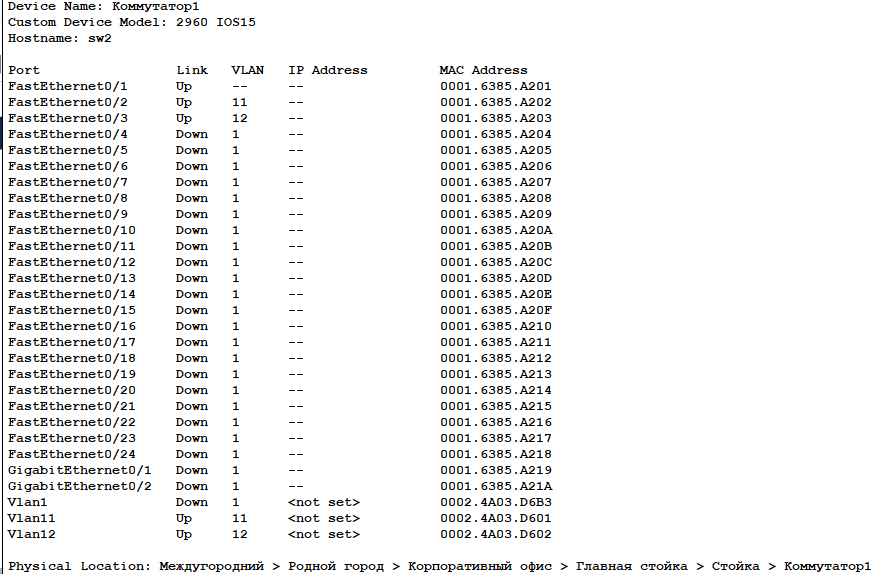 Device Name: Коммутатор1
Custom Device Model: 2960 IOS15
Hostname: sw2
Port Link VLAN IP Address MAC Address
FastEthernet0/1 Up -- -- 0001.6385.A201
FastEthernet0/2 Up 11 -- 0001.6385.A202
FastEthernet0/3 Up 12 -- 0001.6385.A203
FastEthernet0/4 Down 1 -- 0001.6385.A204
FastEthernet0/5 Down 1 -- 0001.6385.A205
FastEthernet0/6 Down 1 -- 0001.6385.A206
FastEthernet0/7 Down 1 -- 0001.6385.A207
FastEthernet0/8 Down 1 -- 0001.6385.A208
FastEthernet0/9 Down 1 -- 0001.6385.A209
FastEthernet0/10 Down 1 -- 0001.6385.A20A
FastEthernet0/11 Down 1 -- 0001.6385.A20B
FastEthernet0/12 Down 1 -- 0001.6385.A20C
FastEthernet0/13 Down 1 -- 0001.6385.A20D
FastEthernet0/14 Down 1 -- 0001.6385.A20E
FastEthernet0/15 Down 1 -- 0001.6385.A20F
FastEthernet0/16 Down 1 -- 0001.6385.A210
FastEthernet0/17 Down 1 -- 0001.6385.A211
FastEthernet0/18 Down 1 -- 0001.6385.A212
FastEthernet0/19 Down 1 -- 0001.6385.A213
FastEthernet0/20 Down 1 -- 0001.6385.A214
FastEthernet0/21 Down 1 -- 0001.6385.A215
FastEthernet0/22 Down 1 -- 0001.6385.A216
FastEthernet0/23 Down 1 -- 0001.6385.A217
FastEthernet0/24 Down 1 -- 0001.6385.A218
GigabitEthernet0/1 Down 1 -- 0001.6385.A219
GigabitEthernet0/2 Down 1 -- 0001.6385.A21A
Vlan1 Down 1 <not set> 0002.4A03.D6B3
Vlan11 Up 11 <not set> 0002.4A03.D601
Vlan12 Up 12 <not set> 0002.4A03.D602
Physical Location: Междугородний > Родной город > Корпоративный офис > Главная стойка > Стойка > Коммутатор1